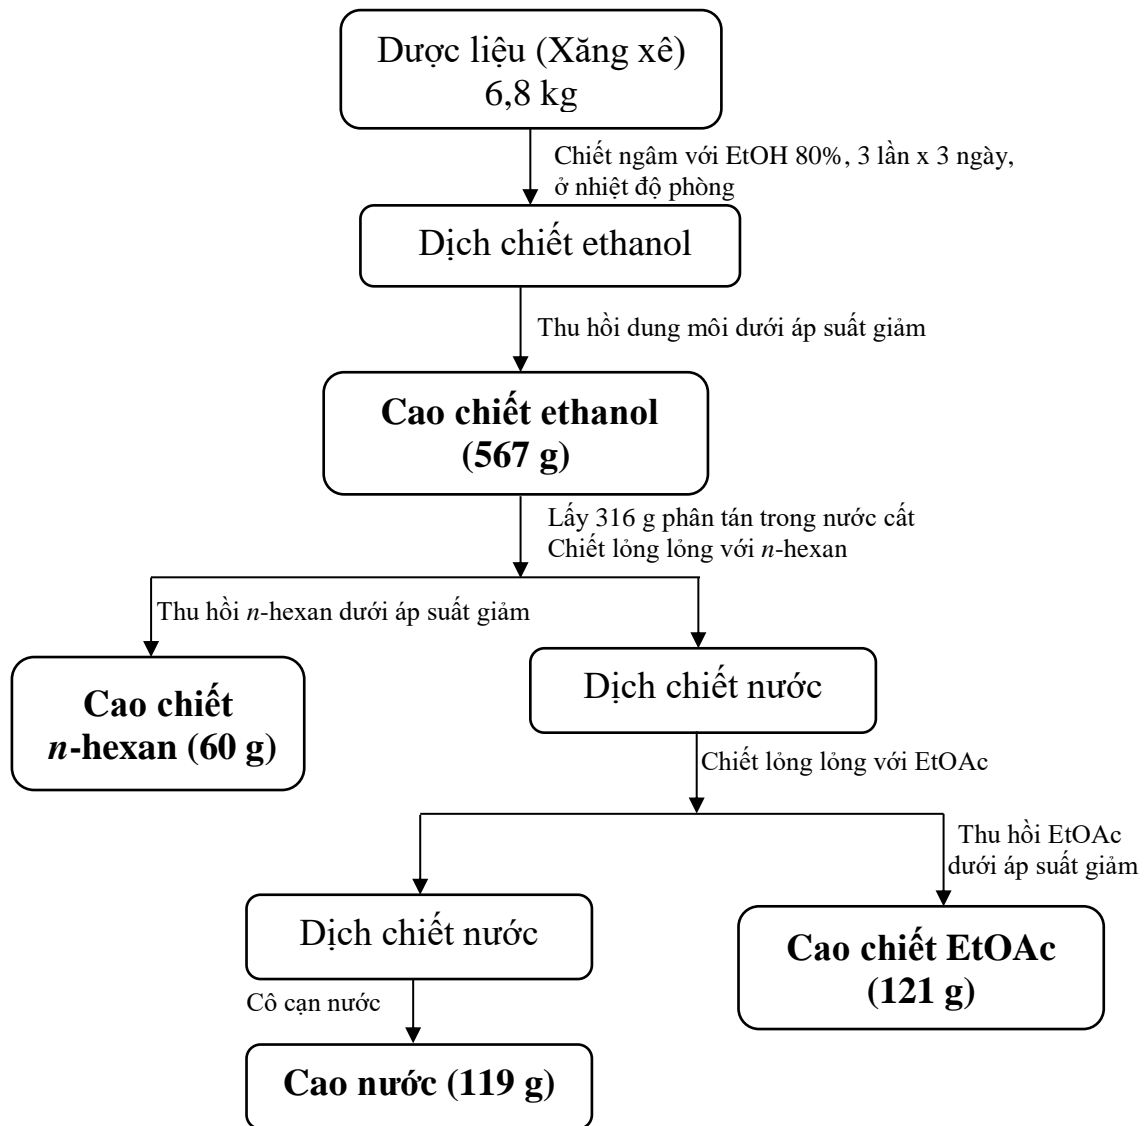 Dược liệu (Xăng xê)
6,8 kg
Chiết ngâm với EtOH 80%, 3 lần x 3 ngày,
ở nhiệt độ phòng
Dịch chiết ethanol
Thu hồi dung môi dưới áp suất giảm
Cao chiết ethanol
(567 g)
Lấy 316 g phân tán trong nước cất
Chiết lỏng lỏng với n-hexan
Thu hồi n-hexan dưới áp suất giảm
Cao chiết
n-hexan (60 g)
Dịch chiết nước
Chiết lỏng lỏng với EtOAc
Thu hồi EtOAc
dưới áp suất giảm
Dịch chiết nước
Cao chiết EtOAc
(121 g)
Cô cạn nước
Cao nước (119 g)